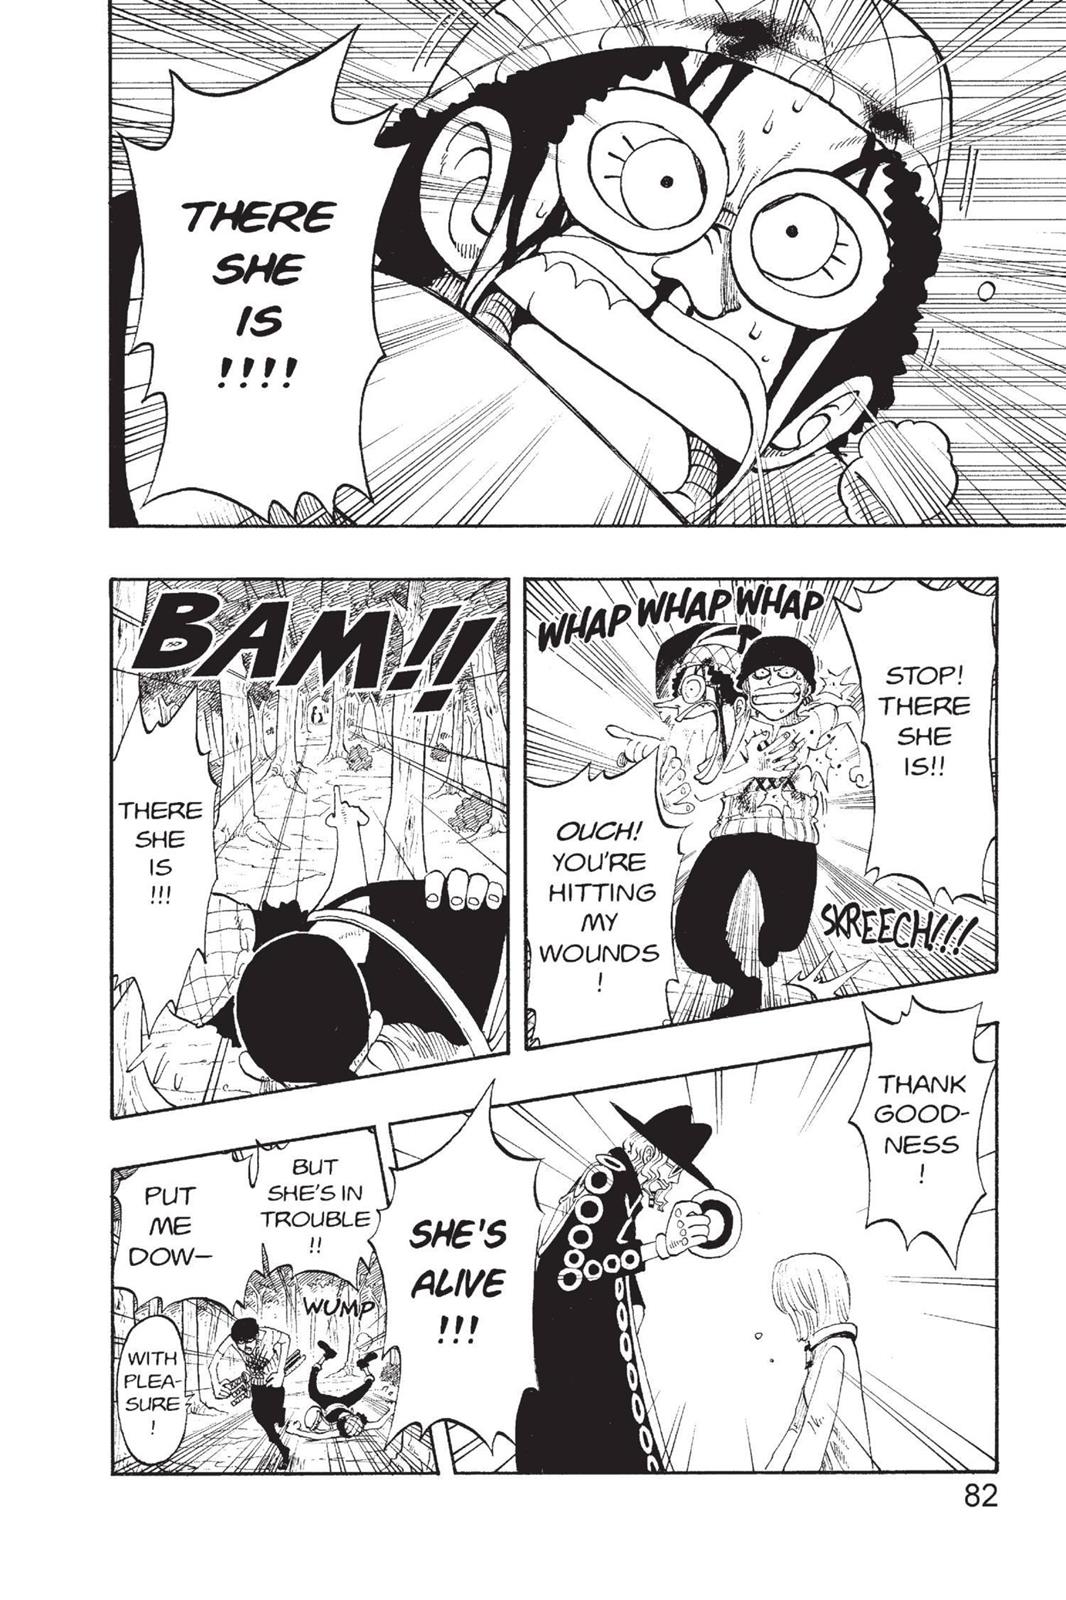 THERE
SHE
IS
!!!!
WHAP WHAP WHAP
STOP!
THERE
SHE
IS!!
OUCH!
YOU'RE
HITTING
MY
WOUNDS
!
SKREECH!!!
BAM!!
THERE
SHE
IS
!!!
THANK
GOOD-
NESS
!
SHE'S
ALIVE
!!!
BUT
SHE'S IN
TROUBLE
!!
PUT
ME
DOW—
WUMP
WITH
PLEA-
SURE
!
82